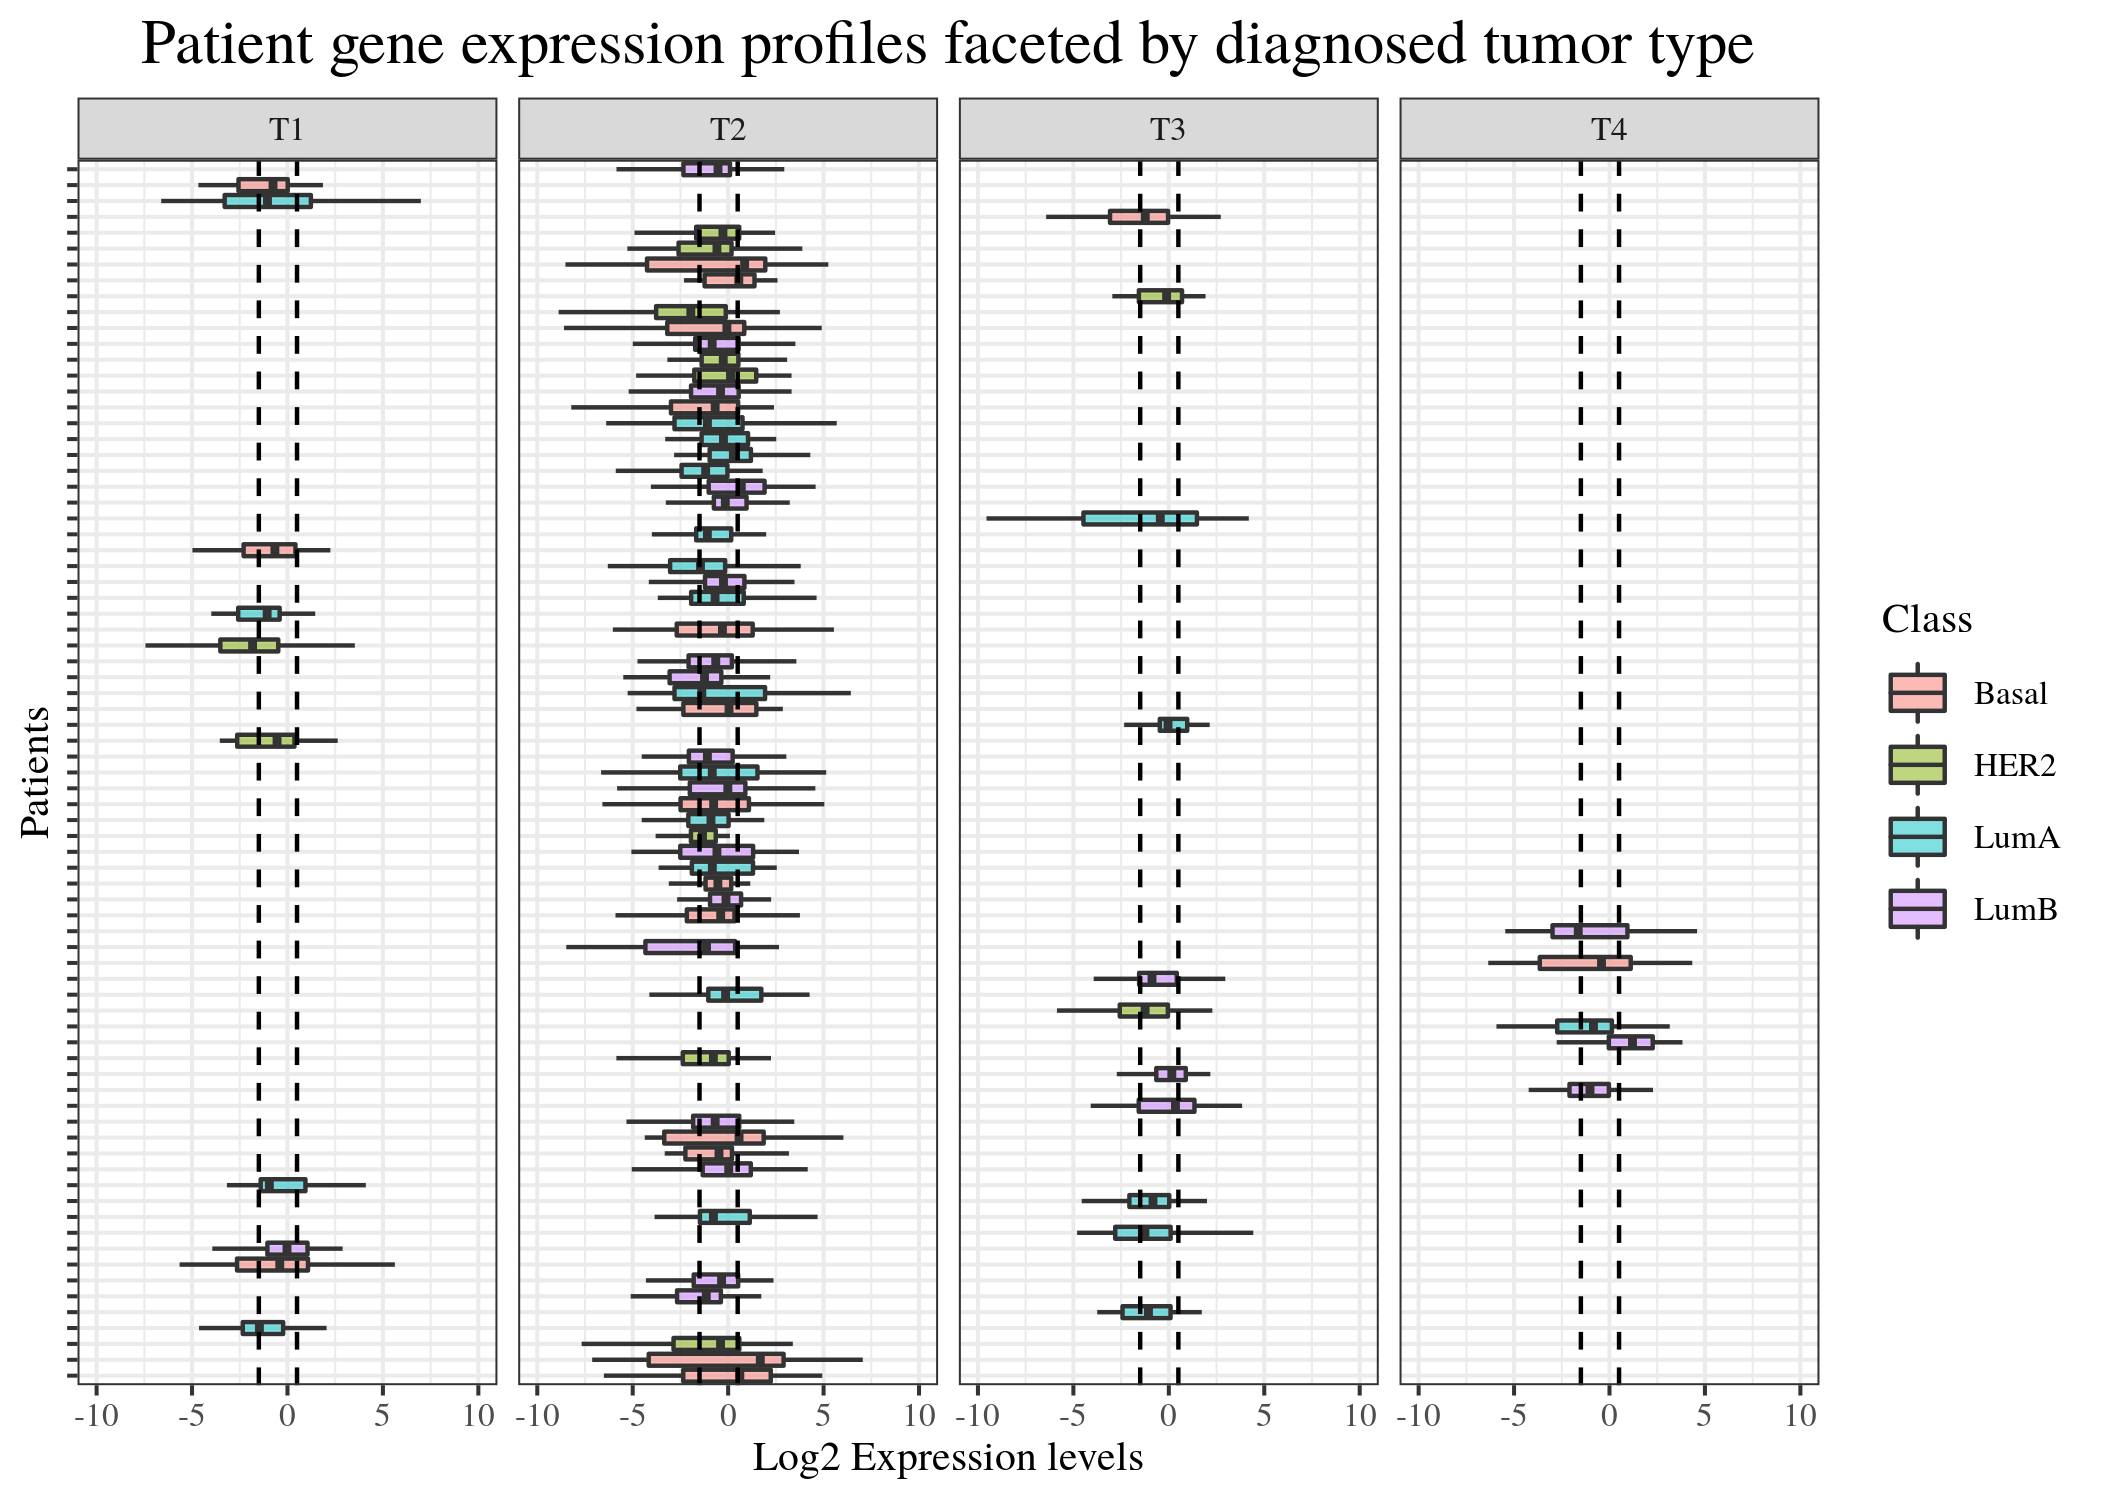 Patient gene expression profiles faceted by diagnosed tumor type
T1 T2 T3 T4
Patients
Class
Basal
HER2
LumA
LumB
-10 -5 0 5 10 -10 -5 0 5 10 -10 -5 0 5 10 -10 -5 0 5 10
Log2 Expression levels